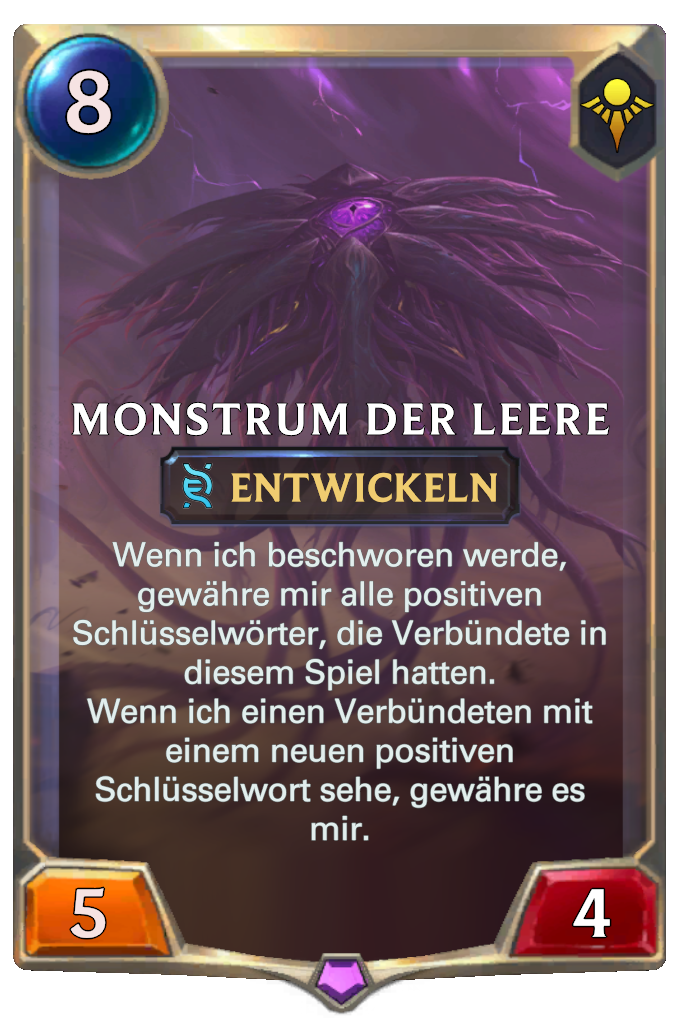 8
MONSTRUM DER LEERE
ENTWICKELN
Wenn ich beschworen werde,
gewähre mir alle positiven
Schlüsselwörter, die Verbündete in
diesem Spiel hatten.
Wenn ich einen Verbündeten mit
einem neuen positiven
Schlüsselwort sehe, gewähre es
mir.
5
4